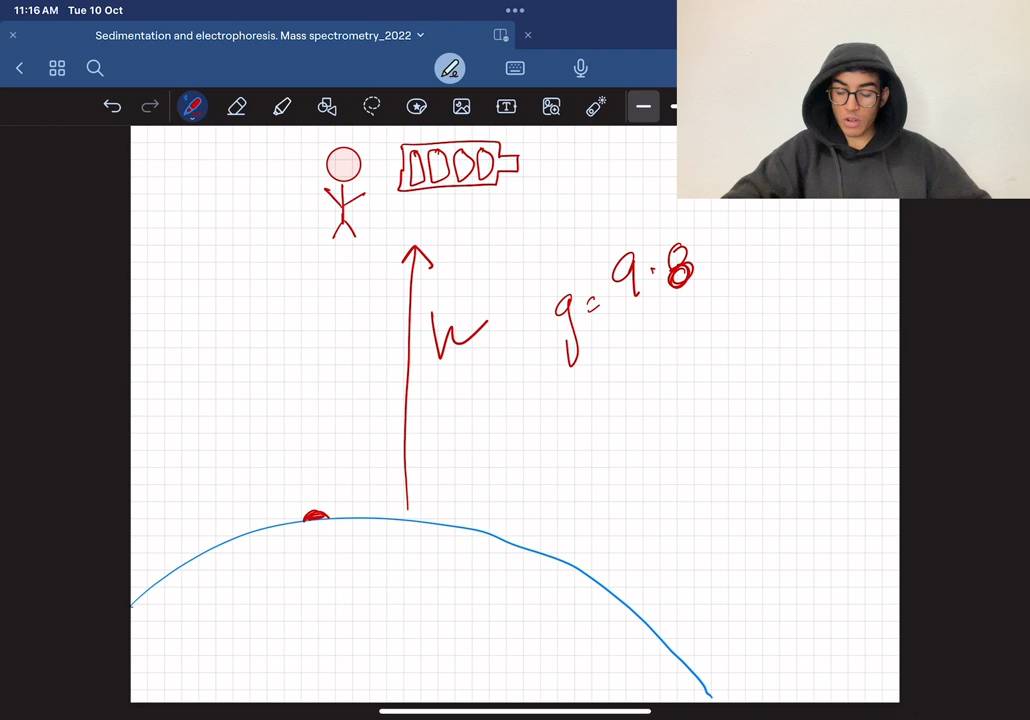 11:16 AM Tue 10 Oct
Sedimentation and electrophoresis. Mass spectrometry_2022
T
9.8
g =
h